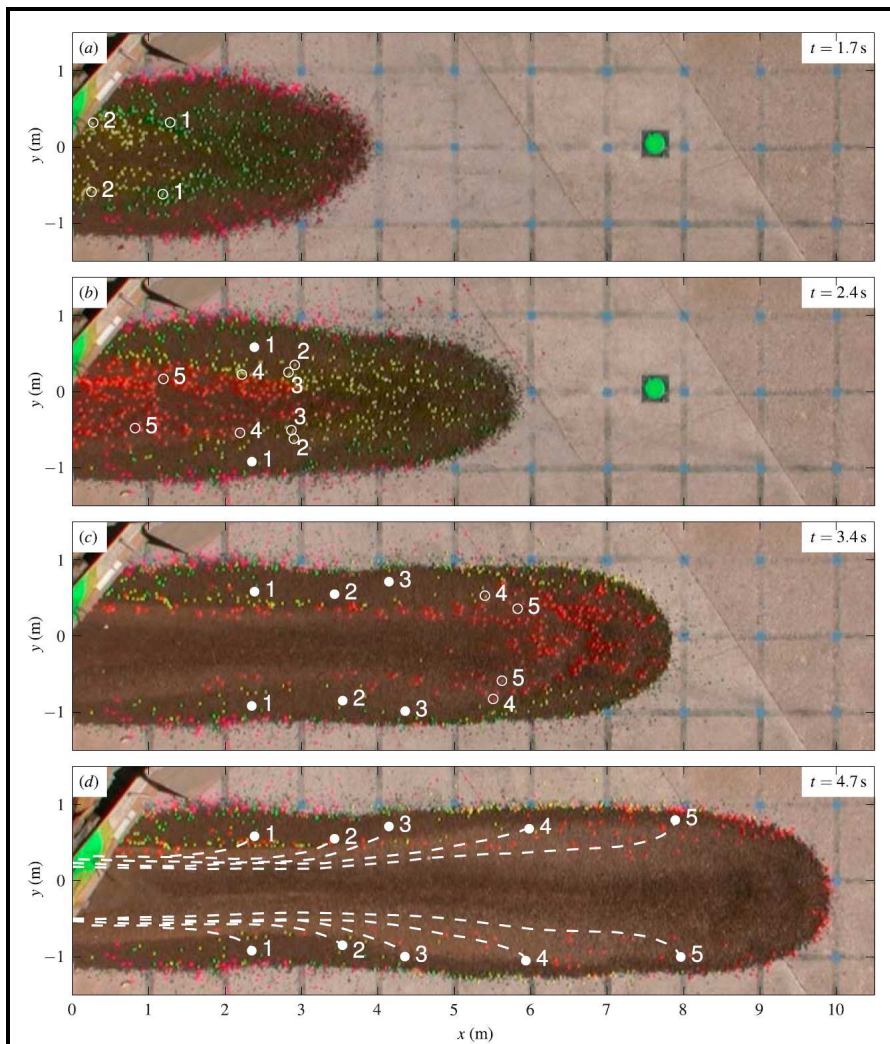 (a)
t = 1.7 s
1
0
−1
y (m)
2 1
2 1
(b)
t = 2.4 s
1
0
−1
y (m)
1 2
5 4 3
5 4 3
1 2
(c)
t = 3.4 s
1
0
−1
y (m)
1 2 3 4 5
1 2 3 4 5
(d)
t = 4.7 s
1
0
−1
y (m)
1 2 3 4 5
1 2 3 4 5
0 1 2 3 4 5 6 7 8 9 10
x (m)